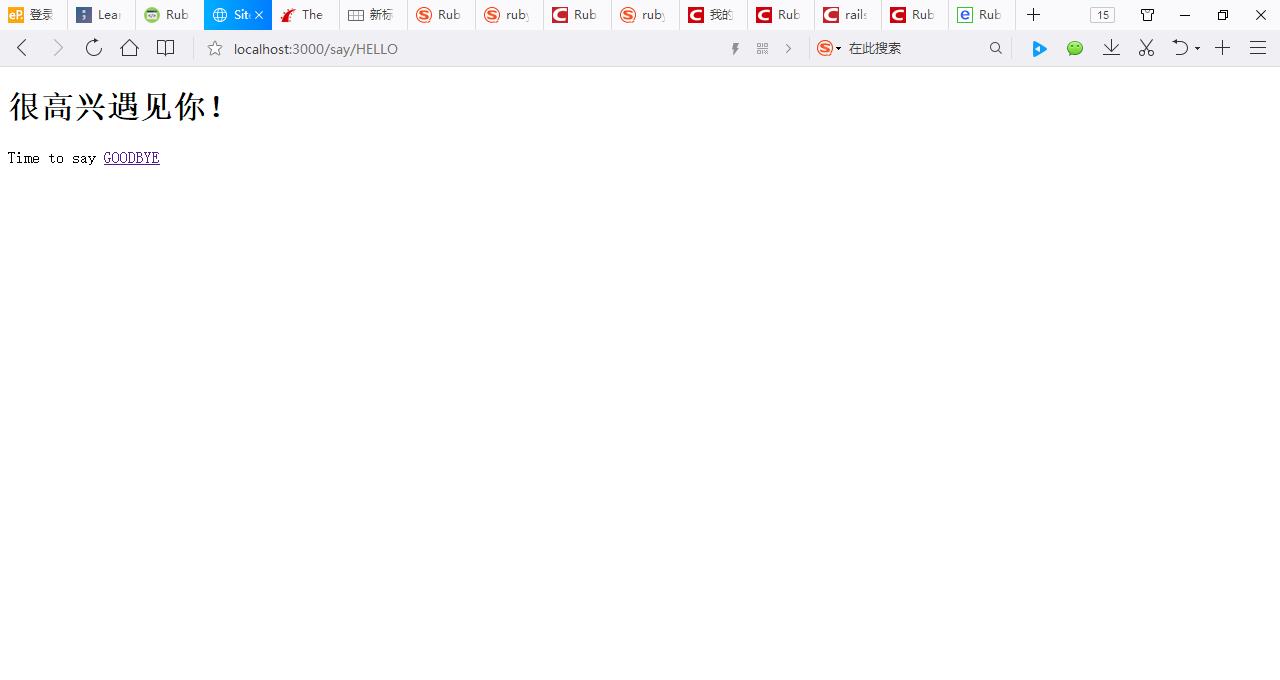 登录 Lear Rub Site The 新标 Rub ruby Rub ruby 我的 Rub rails Rub Rub 15
localhost:3000/say/HELLO 在此搜索
很高兴遇见你！
Time to say GOODBYE